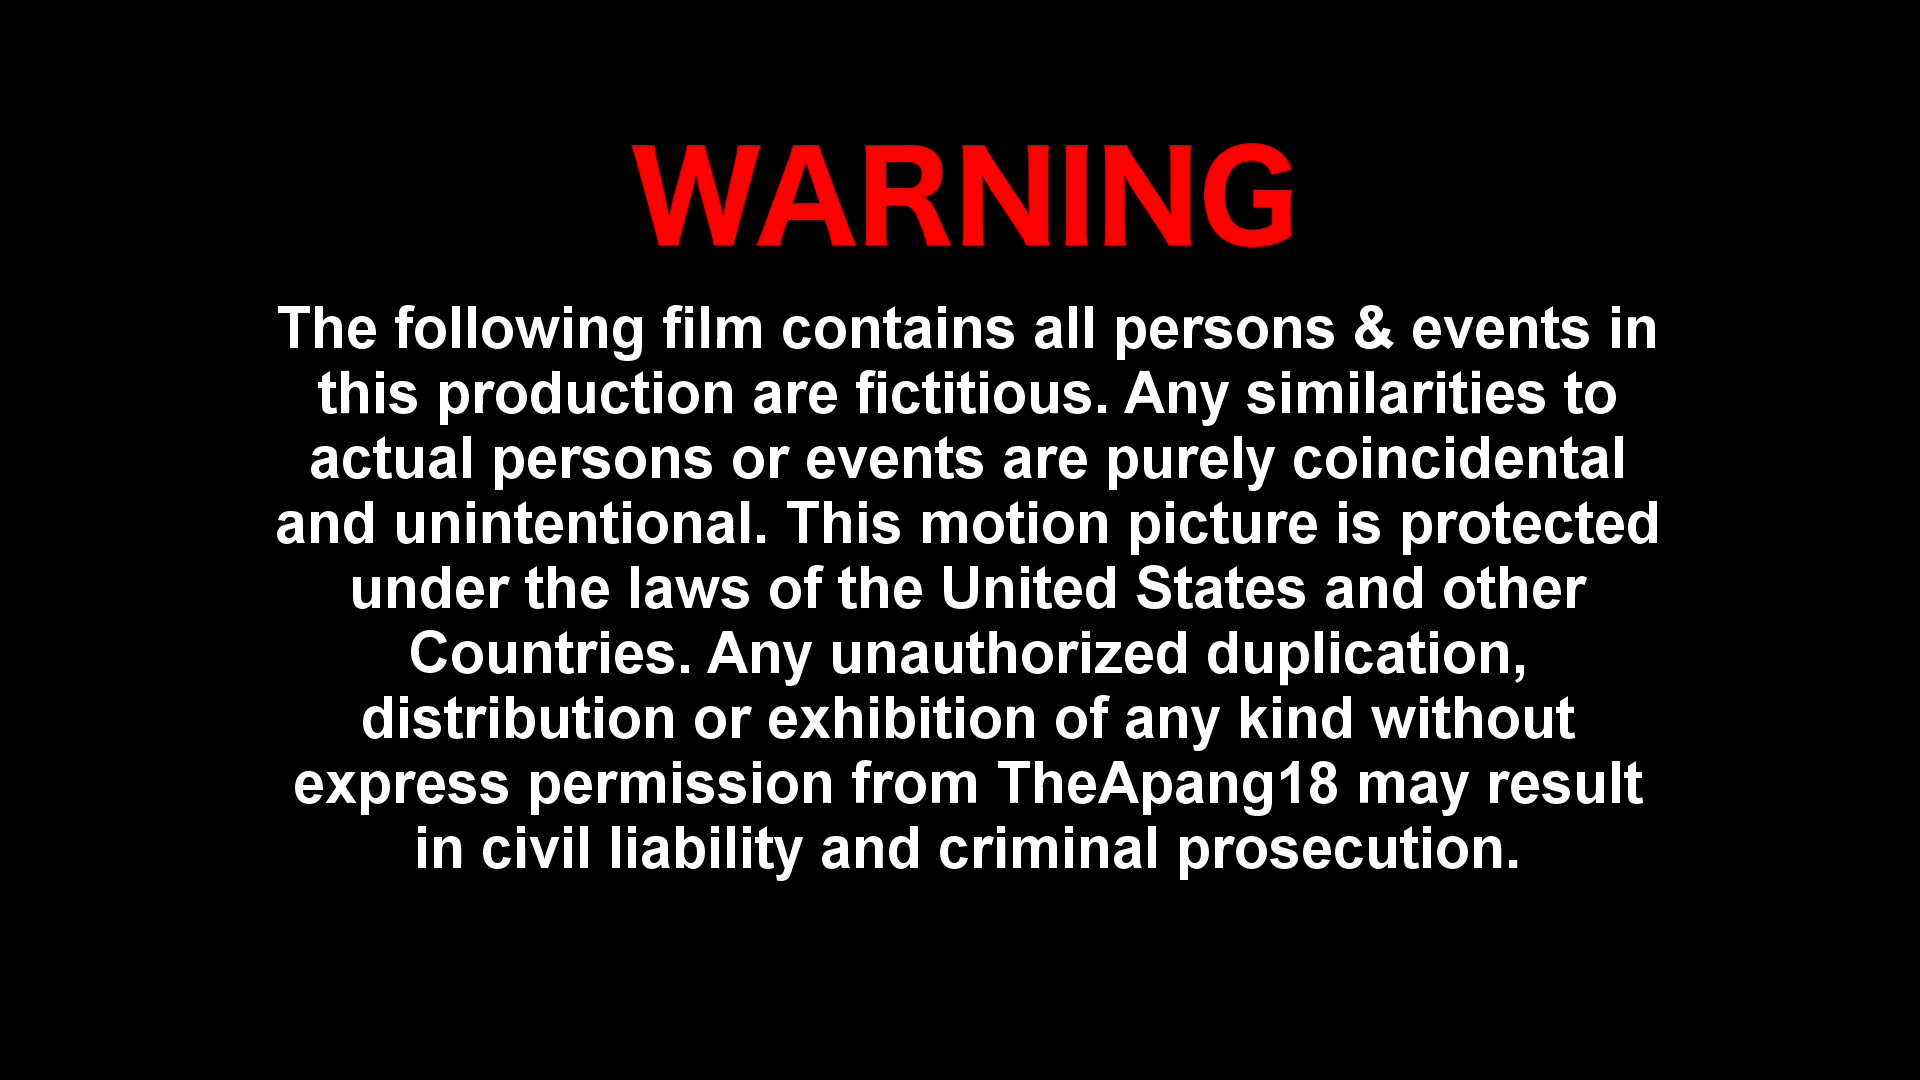 WARNING
The following film contains all persons & events in
this production are fictitious. Any similarities to
actual persons or events are purely coincidental
and unintentional. This motion picture is protected
under the laws of the United States and other
Countries. Any unauthorized duplication,
distribution or exhibition of any kind without
express permission from TheApang18 may result
in civil liability and criminal prosecution.